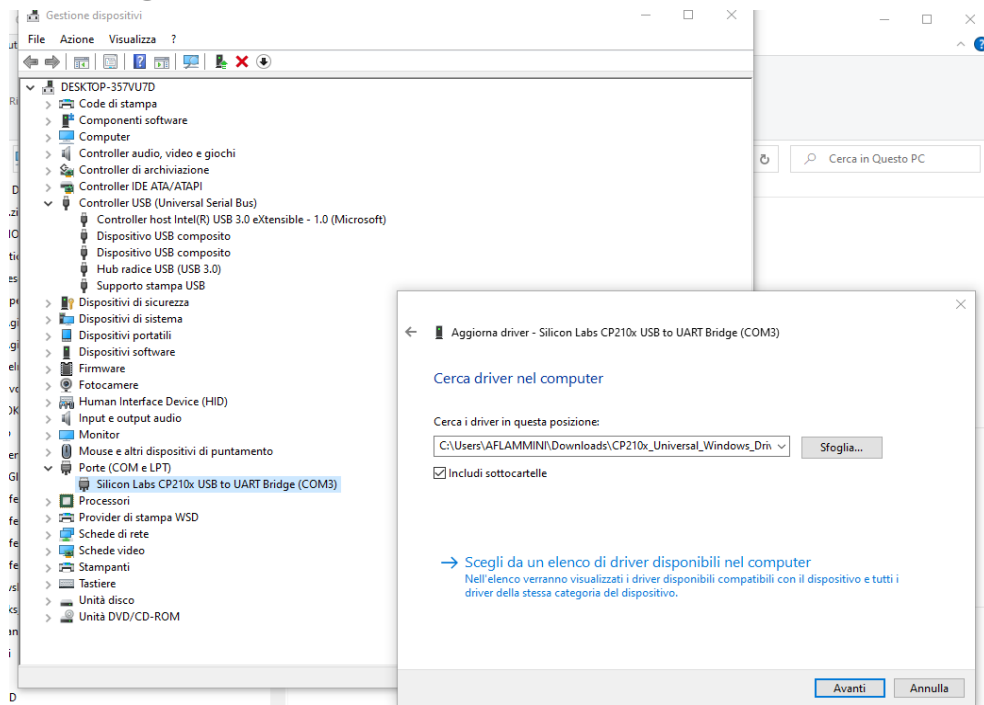 Gestione dispositivi
File Azione Visualizza ?
DESKTOP-357VU7D
Code di stampa
Componenti software
Computer
Controller audio, video e giochi
Controller di archiviazione
Controller IDE ATA/ATAPI
Controller USB (Universal Serial Bus)
Controller host Intel(R) USB 3.0 eXtensible - 1.0 (Microsoft)
Dispositivo USB composito
Dispositivo USB composito
Hub radice USB (USB 3.0)
Supporto stampa USB
Dispositivi di sicurezza
Dispositivi di sistema
Dispositivi portatili
Dispositivi software
Firmware
Fotocamere
Human Interface Device (HID)
Input e output audio
Monitor
Mouse e altri dispositivi di puntamento
Porte (COM e LPT)
Silicon Labs CP210x USB to UART Bridge (COM3)
Processori
Provider di stampa WSD
Schede di rete
Schede video
Stampanti
Tastiere
Unità disco
Unità DVD/CD-ROM
Cerca in Questo PC
Aggiorna driver - Silicon Labs CP210x USB to UART Bridge (COM3)
Cerca driver nel computer
Cerca i driver in questa posizione:
C:\Users\AFLAMMINI\Downloads\CP210x_Universal_Windows_Driv
Sfoglia...
Includi sottocartelle
Scegli da un elenco di driver disponibili nel computer
Nell'elenco verranno visualizzati i driver disponibili compatibili con il dispositivo e tutti i
driver della stessa categoria del dispositivo.
Avanti Annulla